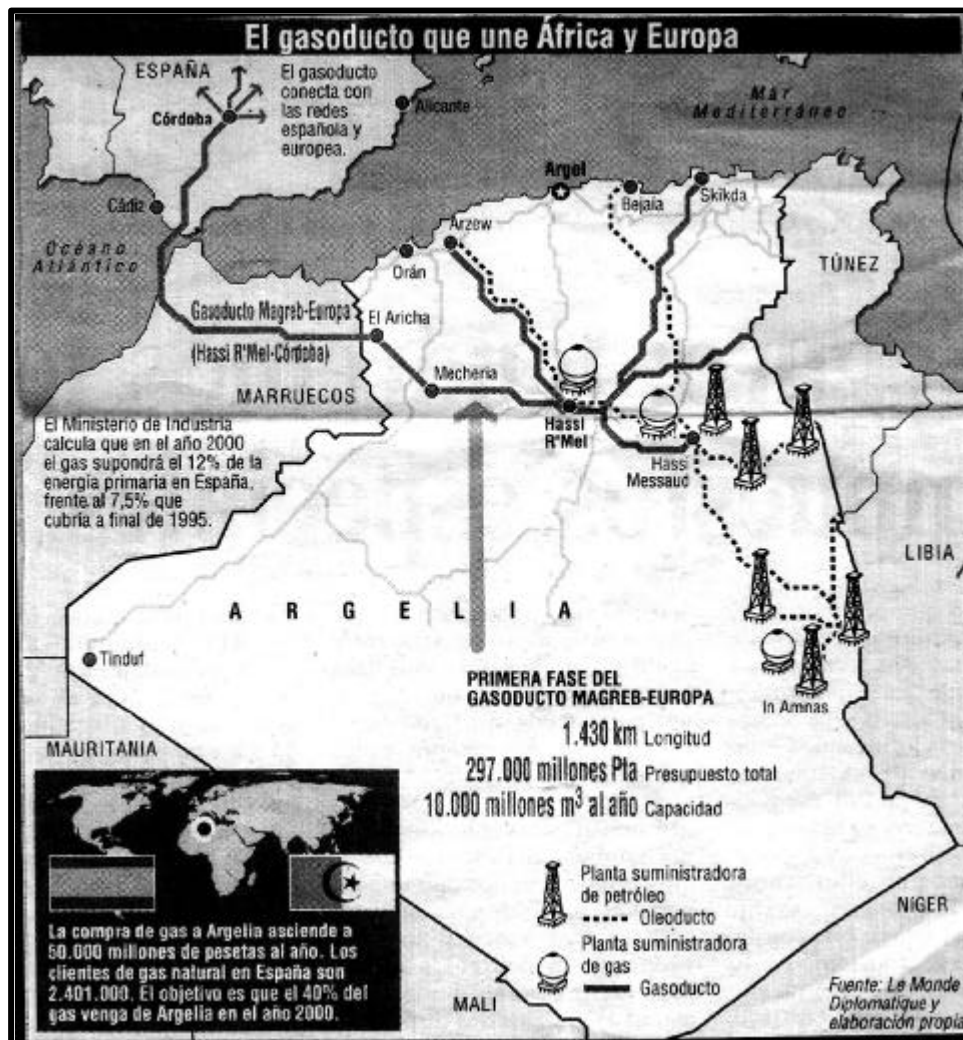 El gasoducto que une África y Europa
ESPAÑA
El gasoducto
conecta con
las redes
española y
europea.
Córdoba
Alicante
Mar
Mediterráneo
Cádiz
Argel
Bejaia
Skikda
Arzew
Orán
Océano
Atlántico
TÚNEZ
Gasoducto Magreb-Europa
(Hassi R'Mel-Córdoba)
El Aricha
Mecheria
MARRUECOS
Hassi
R'Mel
Hassi
Messaud
El Ministerio de Industria
calcula que en el año 2000
el gas supondrá el 12% de la
energía primaria en España,
frente al 7,5% que
cubría a final de 1995.
LIBIA
ARGELIA
Tinduf
In Amnas
PRIMERA FASE DEL
GASODUCTO MAGREB-EUROPA
1.430 km Longitud
297.000 millones Pta Presupuesto total
10.000 millones m³ al año Capacidad
MAURITANIA
La compra de gas a Argelia asciende a
50.000 millones de pesetas al año. Los
clientes de gas natural en España son
2.401.000. El objetivo es que el 40% del
gas venga de Argelia en el año 2000.
Planta suministradora
de petróleo
Oleoducto
Planta suministradora
de gas
Gasoducto
NÍGER
MALI
Fuente: Le Monde
Diplomatique y
elaboración propia